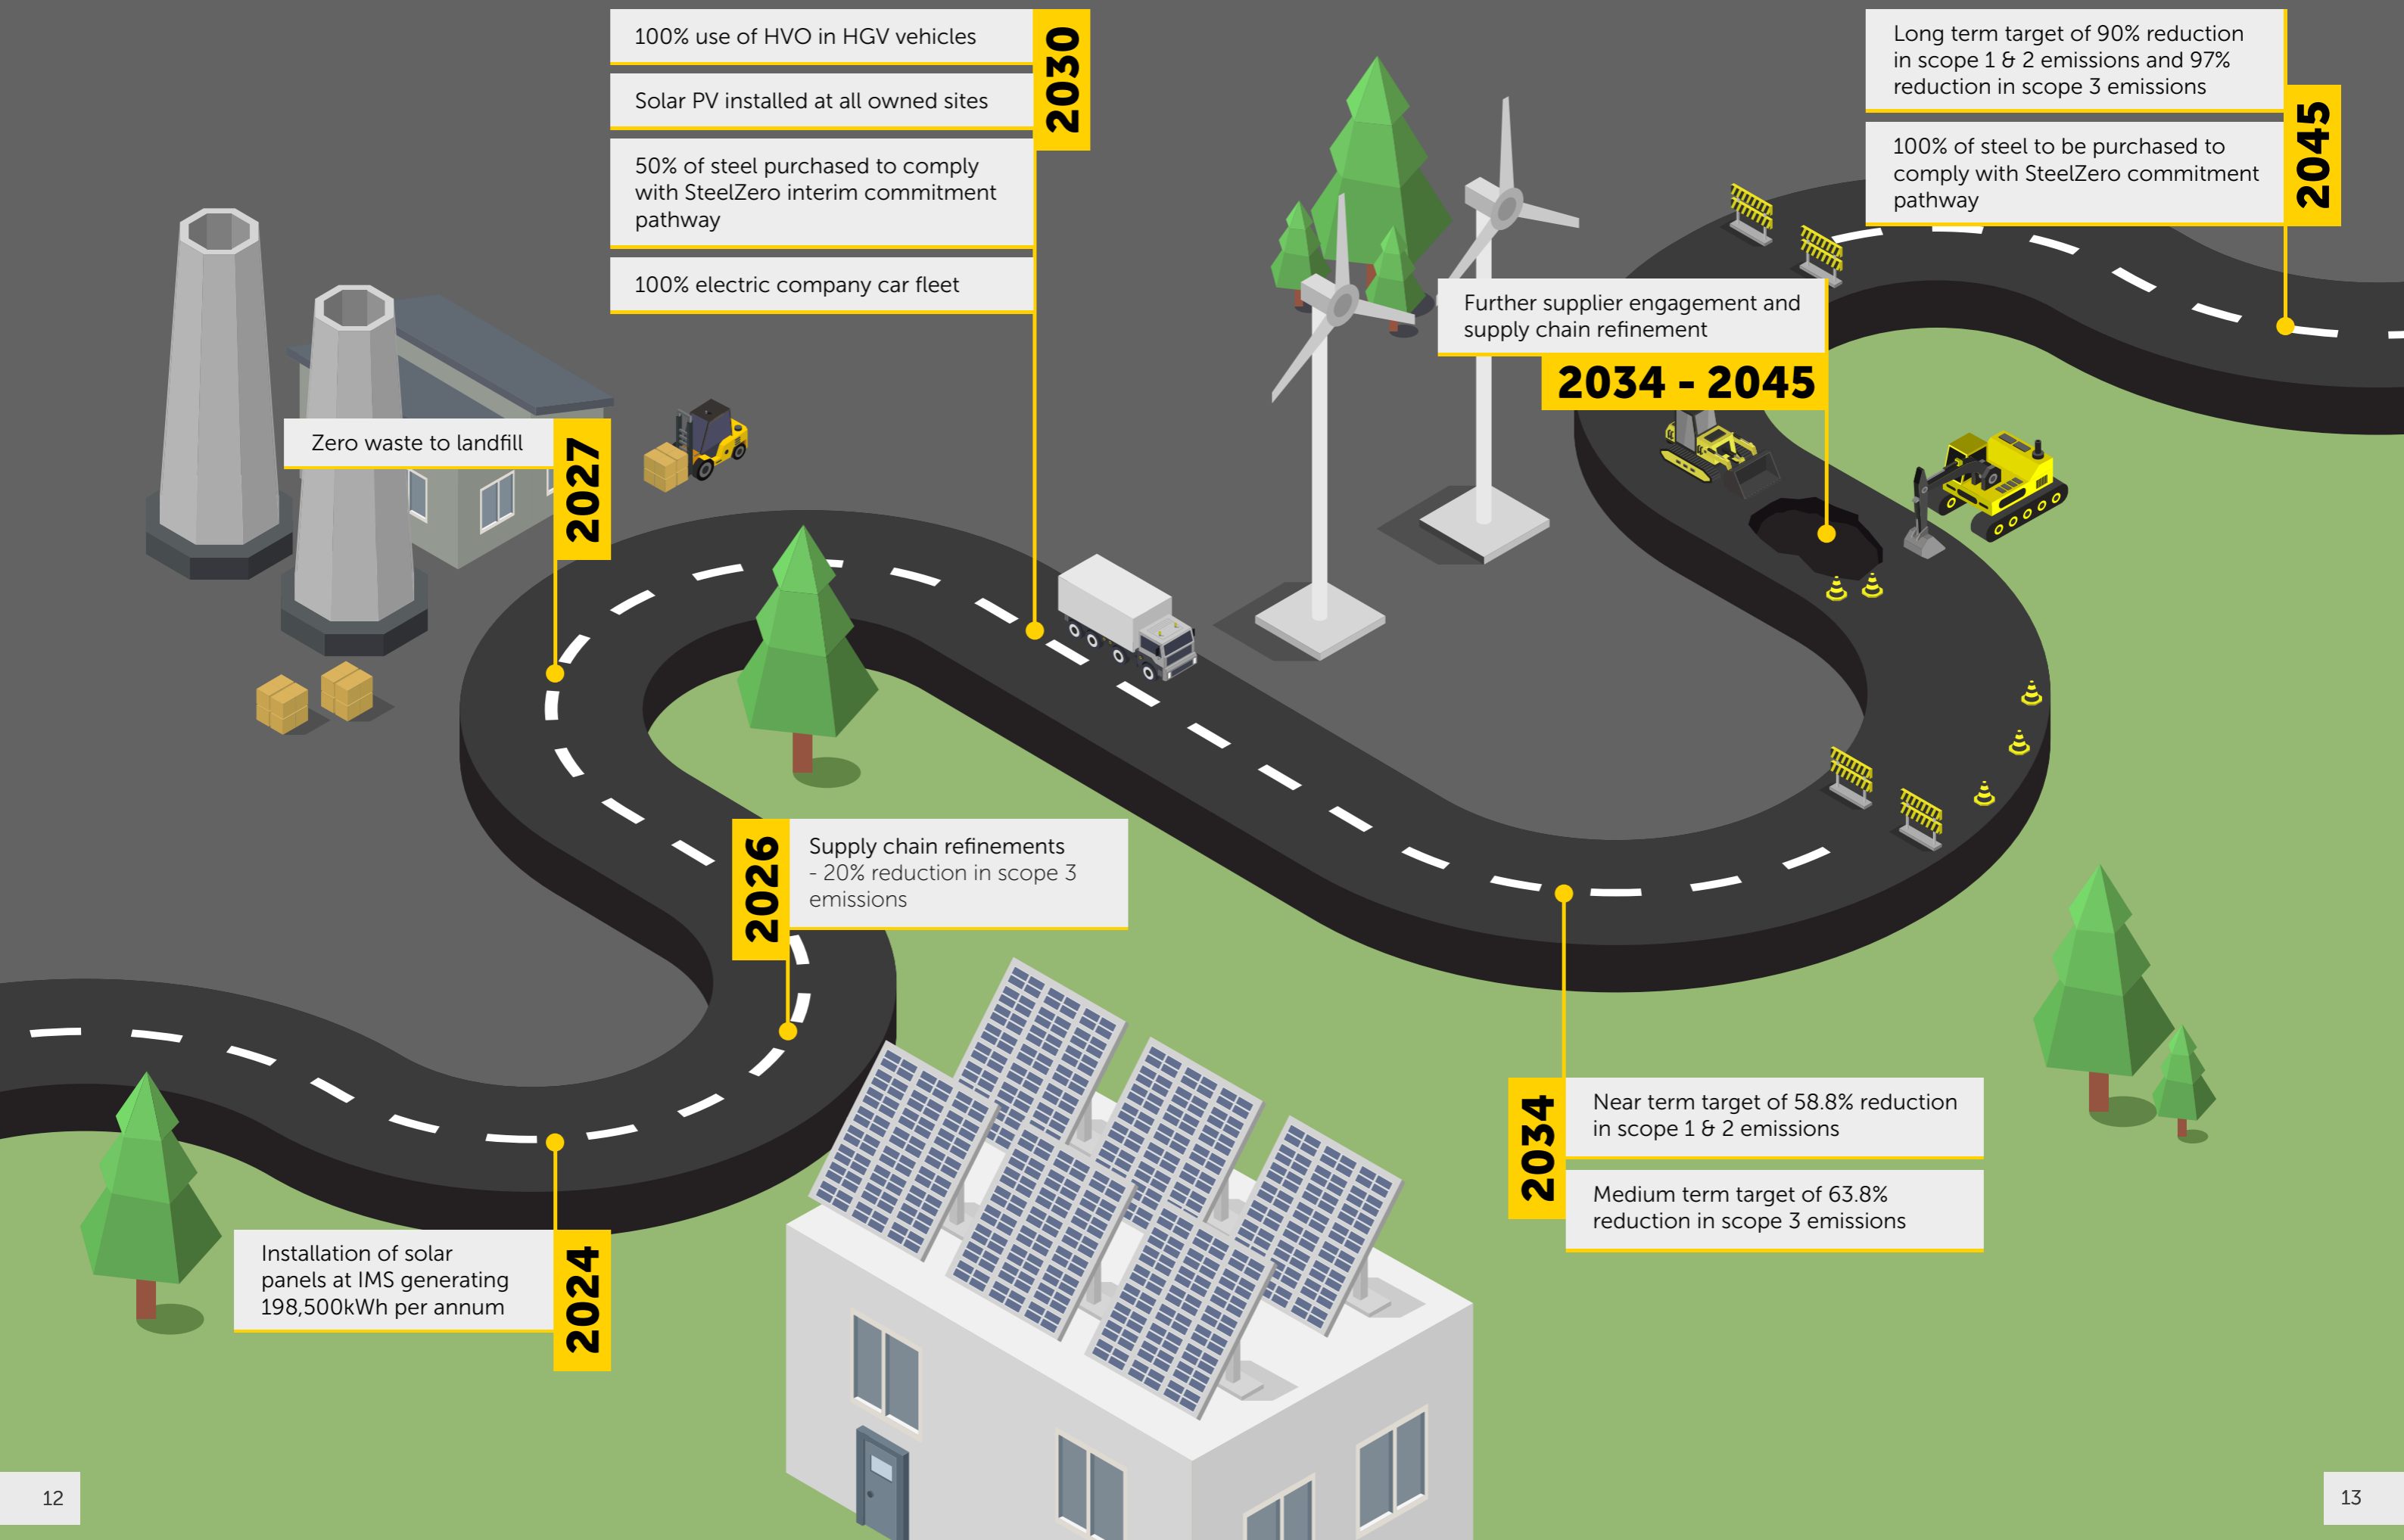 100% use of HVO in HGV vehicles
Solar PV installed at all owned sites
50% of steel purchased to comply
with SteelZero interim commitment
pathway
100% electric company car fleet
2030
Long term target of 90% reduction
in scope 1 & 2 emissions and 97%
reduction in scope 3 emissions
100% of steel to be purchased to
comply with SteelZero commitment
pathway
2045
Further supplier engagement and
supply chain refinement
2034 - 2045
Zero waste to landfill
2027
2026
Supply chain refinements
- 20% reduction in scope 3
emissions
2034
Near term target of 58.8% reduction
in scope 1 & 2 emissions
Medium term target of 63.8%
reduction in scope 3 emissions
Installation of solar
panels at IMS generating
198,500kWh per annum
2024
12
13